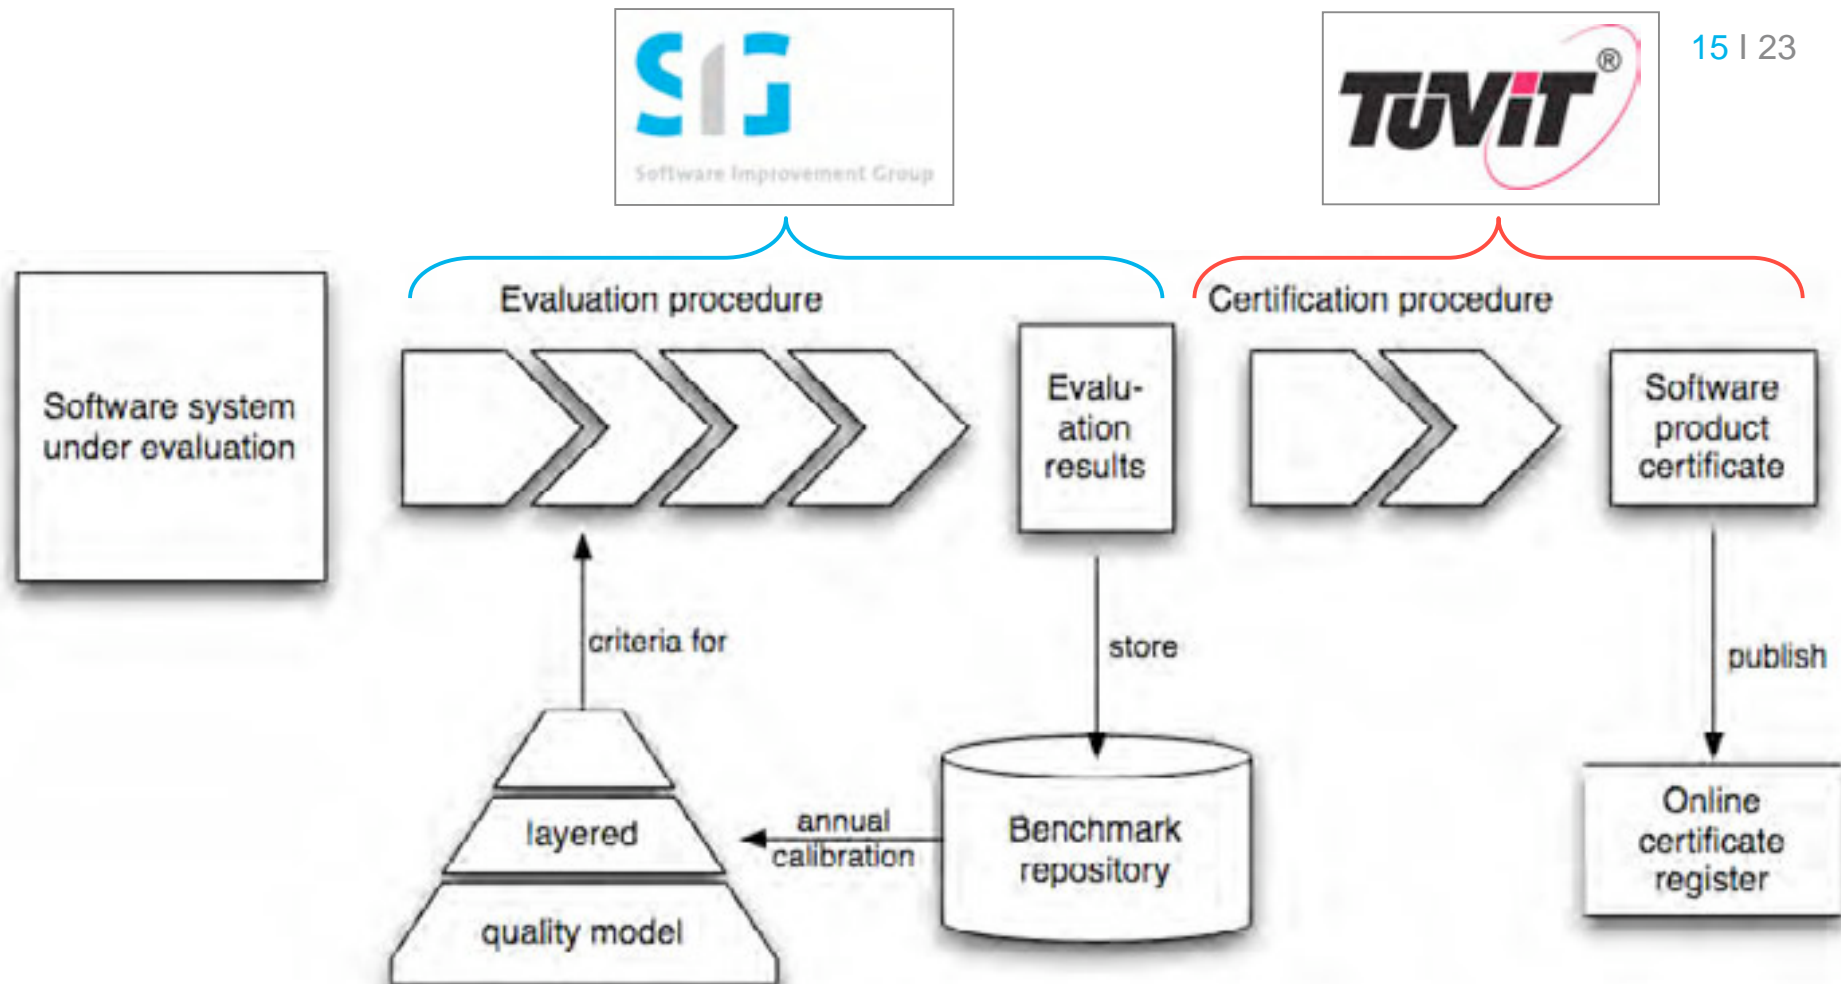 SIG
Software Improvement Group
TÜViT®
15 | 23
Evaluation procedure
Certification procedure
Software system
under evaluation
Evalu-
ation
results
Software
product
certificate
criteria for
store
publish
layered
quality model
annual
calibration
Benchmark
repository
Online
certificate
register